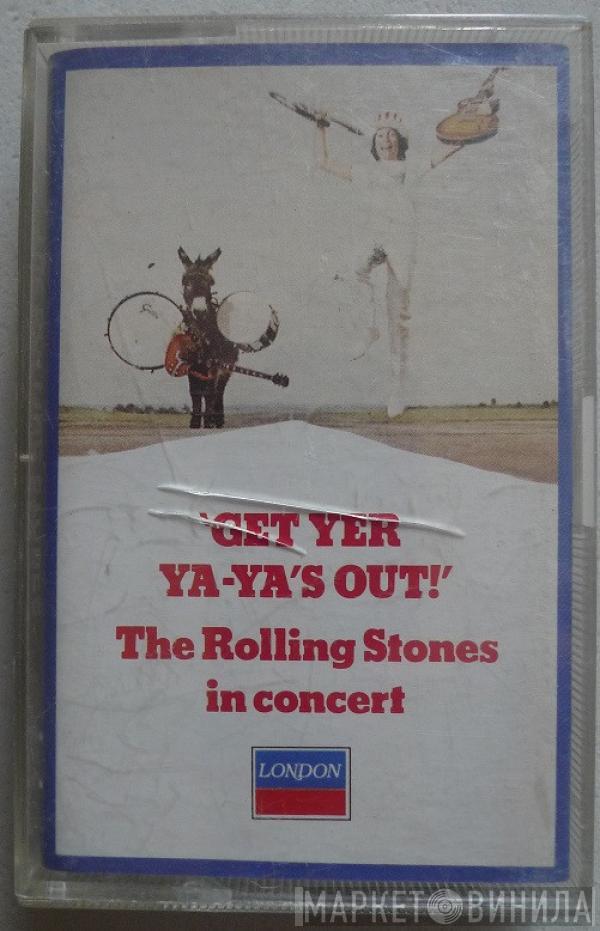 'GET YER
YA-YA'S OUT!'
The Rolling Stones
in concert
LONDON
МАРКЕТ ВИНИЛА